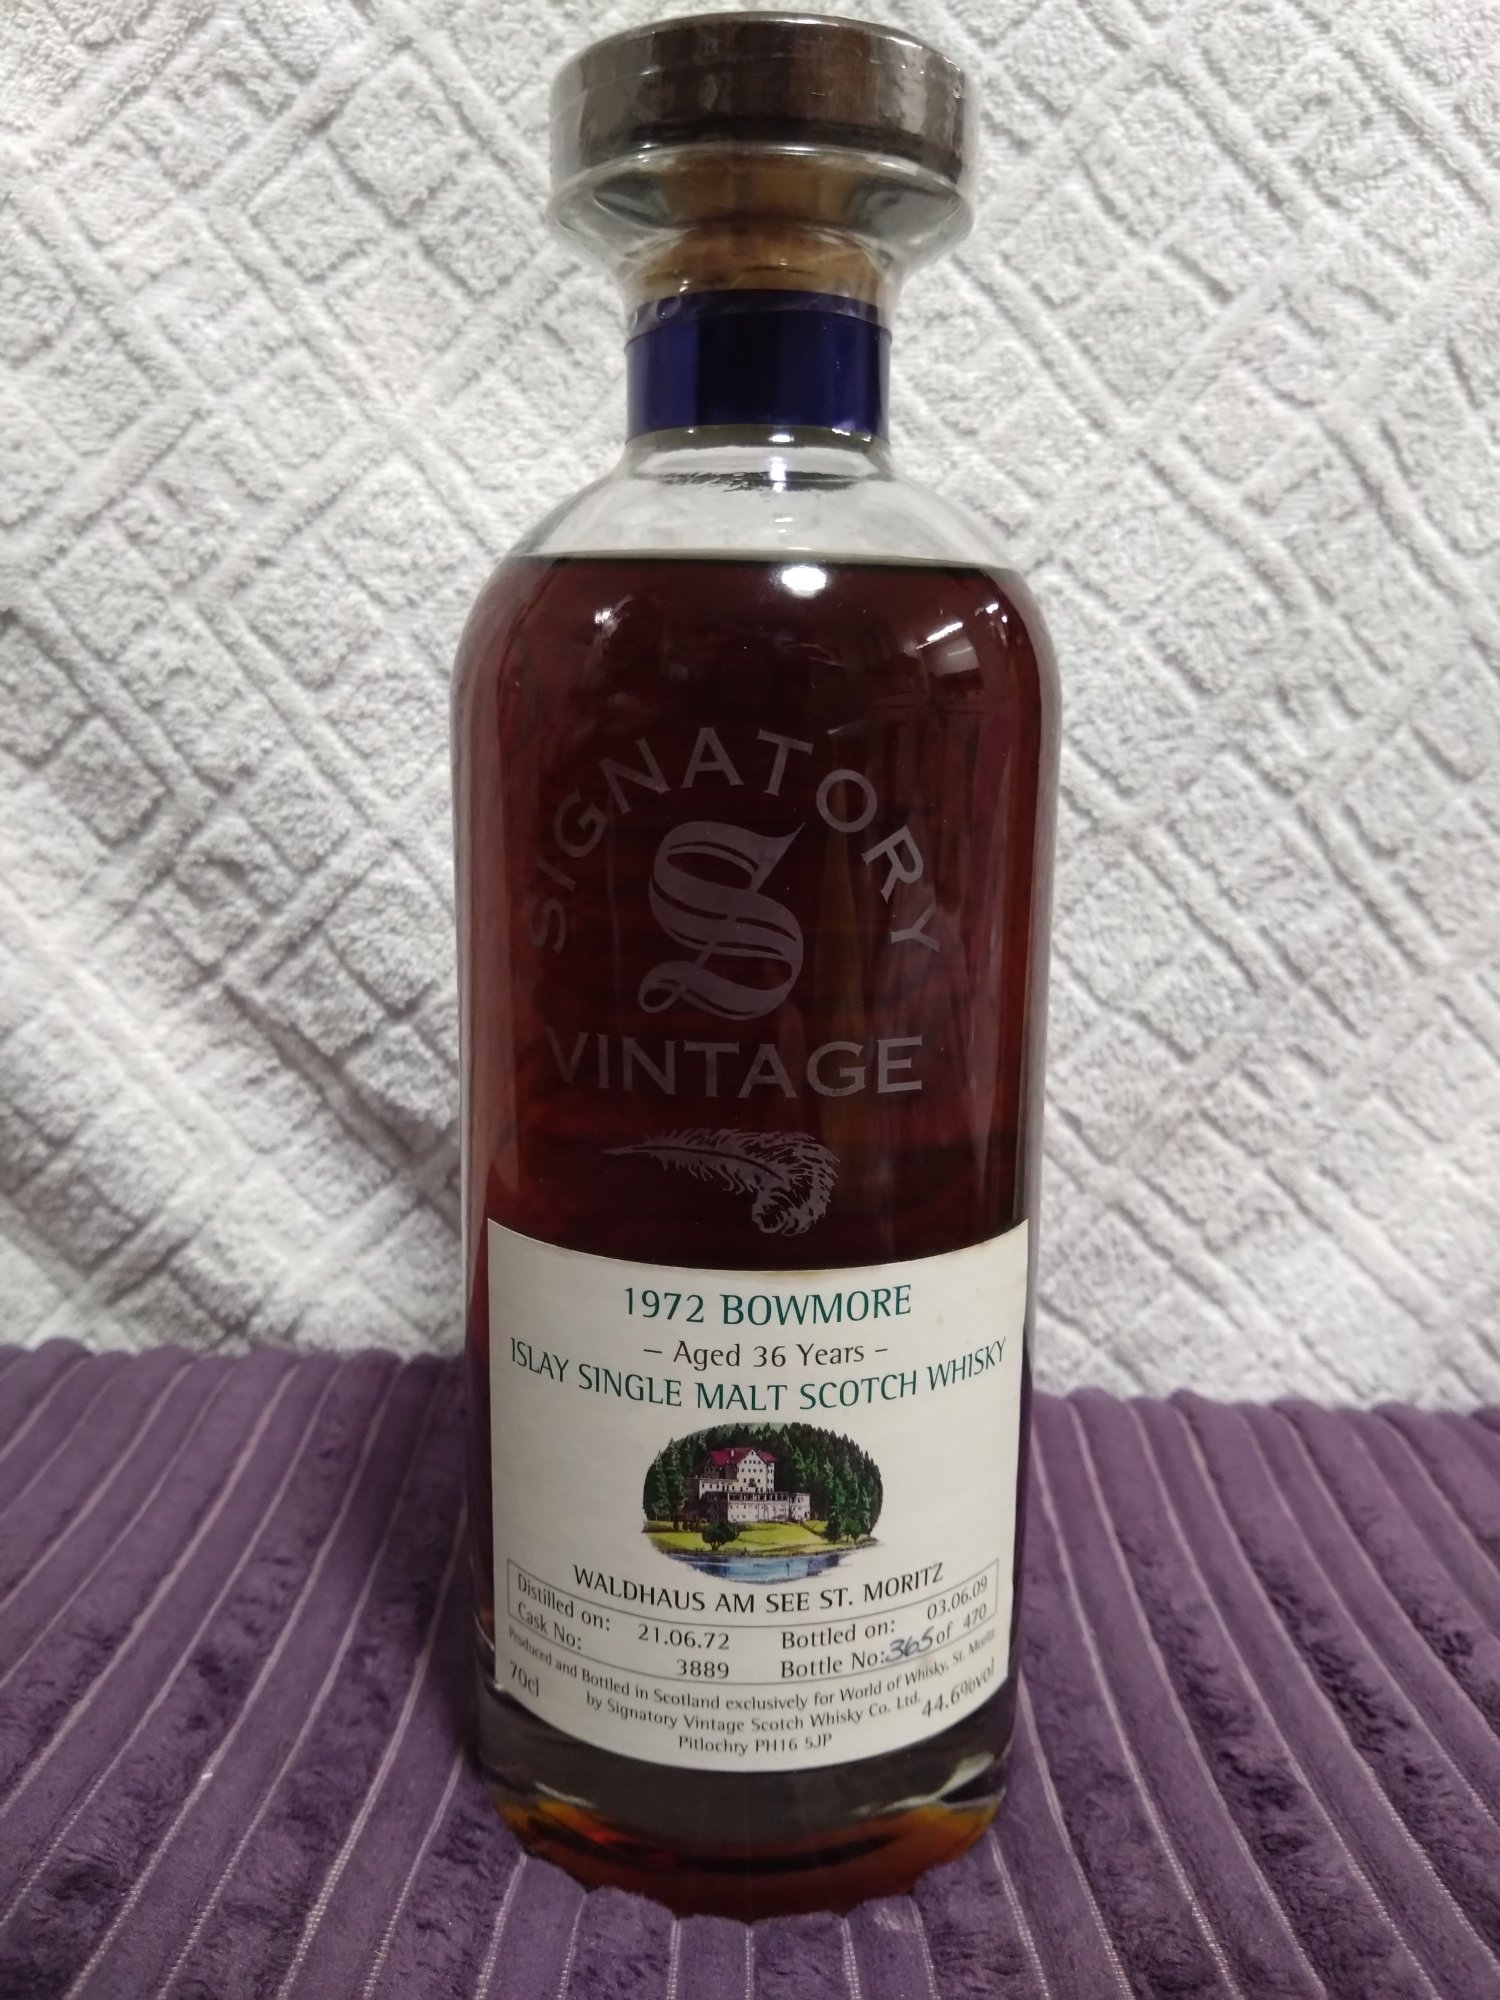 SIGNATORY
S
VINTAGE
1972 BOWMORE
– Aged 36 Years –
ISLAY SINGLE MALT SCOTCH WHISKY
WALDHAUS AM SEE ST. MORITZ
Distilled on: 21.06.72 Bottled on: 03.06.09
Cask No: 3889 Bottle No: 365 of 470
Produced and Bottled in Scotland exclusively for World of Whisky, St. Moritz
70cl by Signatory Vintage Scotch Whisky Co. Ltd. 44.6%vol
Pitlochry PH16 5JP